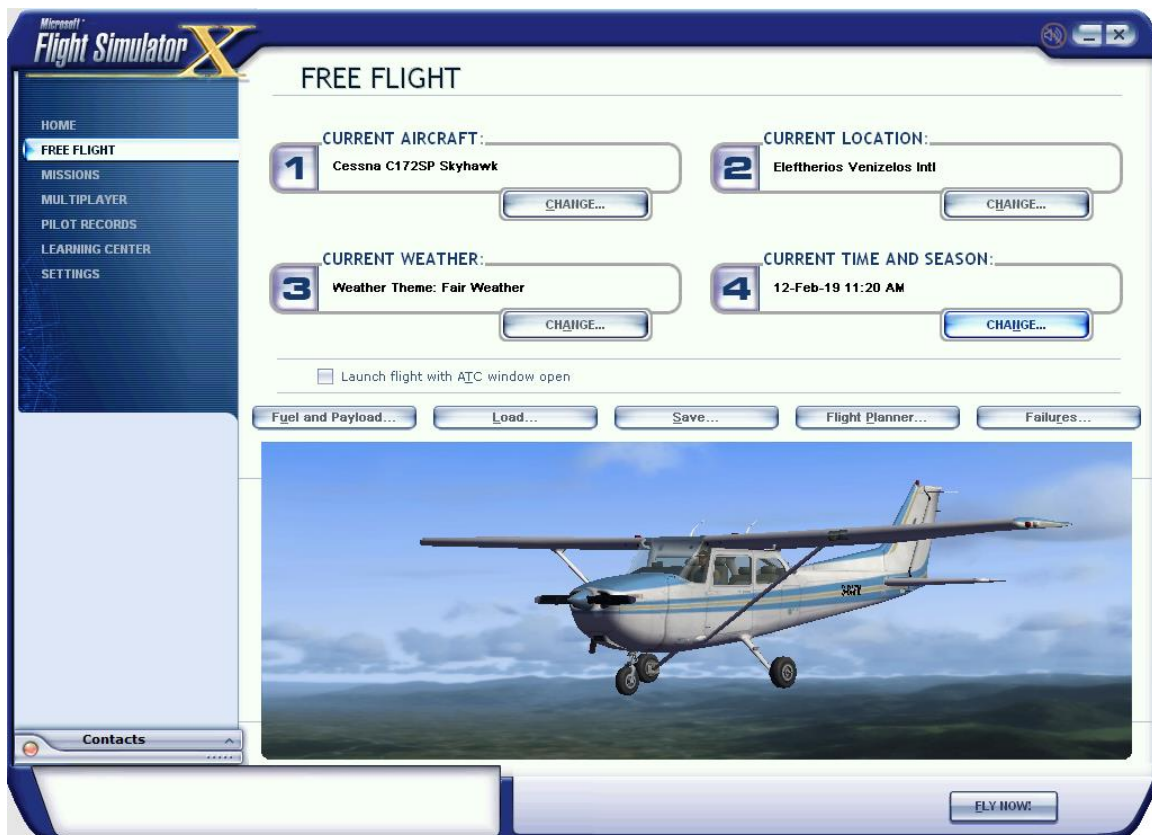 Microsoft
Flight Simulator X
FREE FLIGHT
HOME
FREE FLIGHT
MISSIONS
MULTIPLAYER
PILOT RECORDS
LEARNING CENTER
SETTINGS
1
CURRENT AIRCRAFT:
Cessna C172SP Skyhawk
CHANGE...
2
CURRENT LOCATION:
Eleftherios Venizelos Intl
CHANGE...
3
CURRENT WEATHER:
Weather Theme: Fair Weather
CHANGE...
4
CURRENT TIME AND SEASON:
12-Feb-19 11:20 AM
CHANGE...
Launch flight with ATC window open
Fuel and Payload... Load... Save... Flight Planner... Failures...
Contacts
FLY NOW!